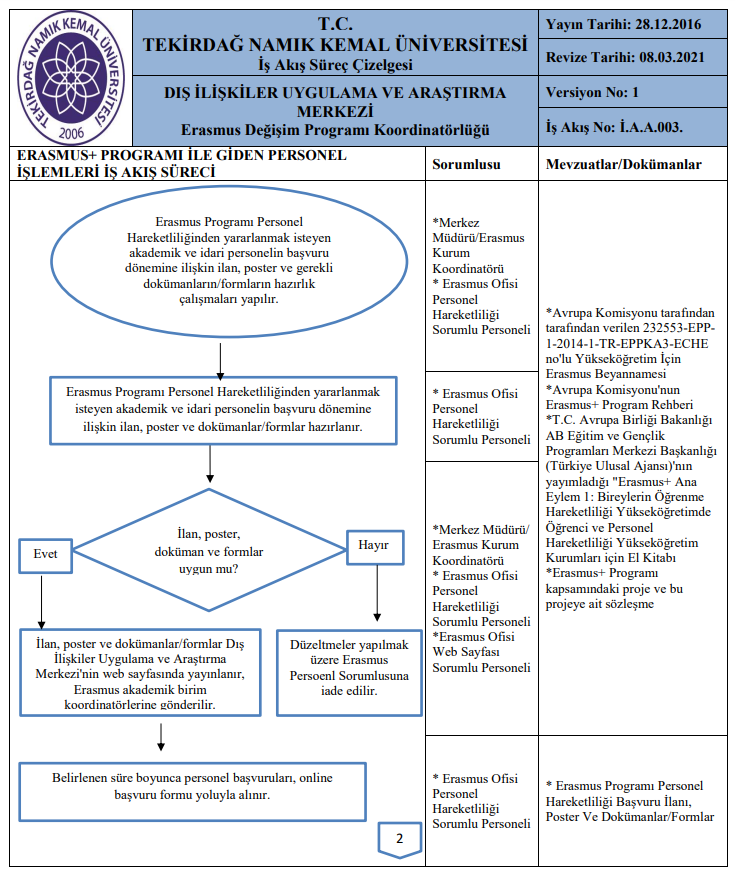 TEKİRDAĞ NAMIK KEMAL ÜNİVERSİTESİ
2006
T.C.
TEKİRDAĞ NAMIK KEMAL ÜNİVERSİTESİ
İş Akış Süreç Çizelgesi
DIŞ İLİŞKİLER UYGULAMA VE ARAŞTIRMA
MERKEZİ
Erasmus Değişim Programı Koordinatörlüğü
Yayın Tarihi: 28.12.2016
Revize Tarihi: 08.03.2021
Versiyon No: 1
İş Akış No: İ.A.A.003.
ERASMUS+ PROGRAMI İLE GİDEN PERSONEL
İŞLEMLERİ İŞ AKIŞ SÜRECİ
Sorumlusu
Mevzuatlar/Dokümanlar
Erasmus Programı Personel
Hareketliliğinden yararlanmak isteyen
akademik ve idari personelin başvuru
dönemine ilişkin ilan, poster ve gerekli
dokümanların/formların hazırlık
çalışmaları yapılır.
*Merkez
Müdürü/Erasmus
Kurum
Koordinatörü
* Erasmus Ofisi
Personel
Hareketliliği
Sorumlu Personeli
Erasmus Programı Personel Hareketliliğinden yararlanmak
isteyen akademik ve idari personelin başvuru dönemine
ilişkin ilan, poster ve dokümanlar/formlar hazırlanır.
* Erasmus Ofisi
Personel
Hareketliliği
Sorumlu Personeli
İlan, poster,
doküman ve formlar
uygun mu?
Evet
Hayır
İlan, poster ve dokümanlar/formlar Dış
İlişkiler Uygulama ve Araştırma
Merkezi'nin web sayfasında yayınlanır,
Erasmus akademik birim
koordinatörlerine gönderilir.
Düzeltmeler yapılmak
üzere Erasmus
Persoenl Sorumlusuna
iade edilir.
*Merkez Müdürü/
Erasmus Kurum
Koordinatörü
* Erasmus Ofisi
Personel
Hareketliliği
Sorumlu Personeli
*Erasmus Ofisi
Web Sayfası
Sorumlu Personeli
*Avrupa Komisyonu tarafından
tarafından verilen 232553-EPP-
1-2014-1-TR-EPPKA3-ECHE
no'lu Yükseköğretim İçin
Erasmus Beyannamesi
*Avrupa Komisyonu'nun
Erasmus+ Program Rehberi
*T.C. Avrupa Birliği Bakanlığı
AB Eğitim ve Gençlik
Programları Merkezi Başkanlığı
(Türkiye Ulusal Ajansı)'nın
yayımladığı "Erasmus+ Ana
Eylem 1: Bireylerin Öğrenme
Hareketliliği Yükseköğretimde
Öğrenci ve Personel
Hareketliliği Yükseköğretim
Kurumları için El Kitabı
*Erasmus+ Programı
kapsamındaki proje ve bu
projeye ait sözleşme
Belirlenen süre boyunca personel başvuruları, online
başvuru formu yoluyla alınır.
2
* Erasmus Ofisi
Personel
Hareketliliği
Sorumlu Personeli
* Erasmus Programı Personel
Hareketliliği Başvuru İlanı,
Poster Ve Dokümanlar/Formlar